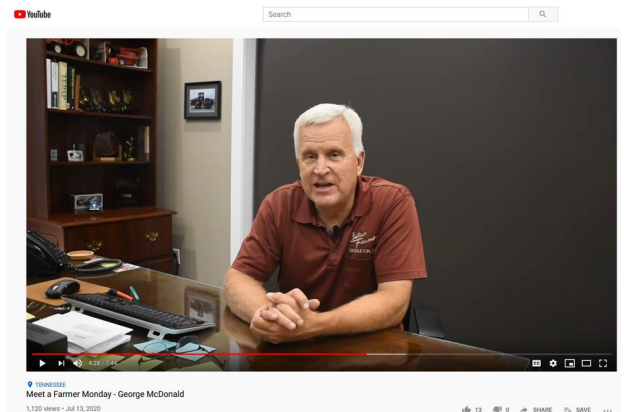 YouTube
Search
4:28 / 7:44
TENNESSEE
Meet a Farmer Monday - George McDonald
1,120 views • Jul 13, 2020
13
0
SHARE
SAVE